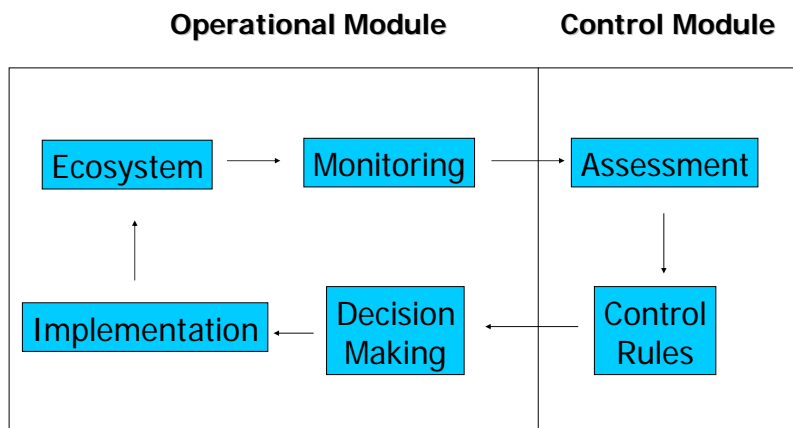 Operational Module
Control Module
Ecosystem
Monitoring
Assessment
Implementation
Decision
Making
Control
Rules